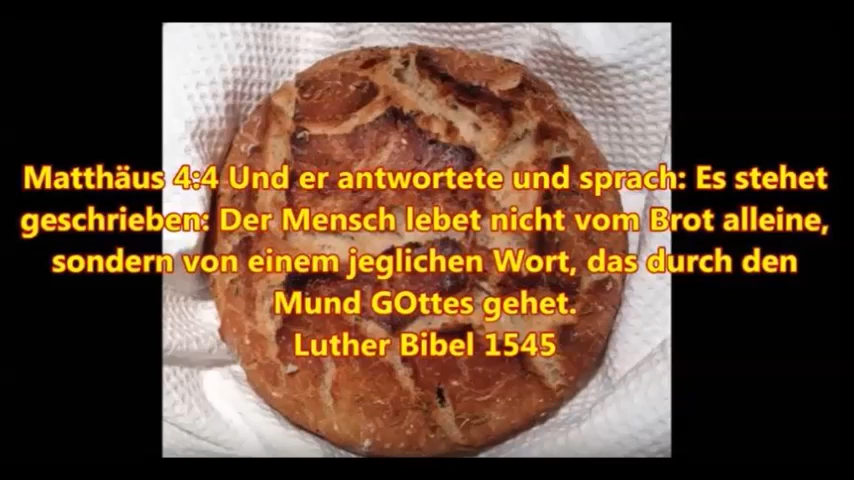 Matthäus 4:4 Und er antwortete und sprach: Es stehet
geschrieben: Der Mensch lebet nicht vom Brot alleine,
sondern von einem jeglichen Wort, das durch den
Mund GOttes gehet.
Luther Bibel 1545